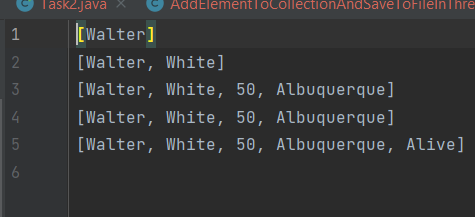 Task2.java × AddElementToCollectionAndSaveToFileInThre
1 [Walter]
2 [Walter, White]
3 [Walter, White, 50, Albuquerque]
4 [Walter, White, 50, Albuquerque]
5 [Walter, White, 50, Albuquerque, Alive]
6